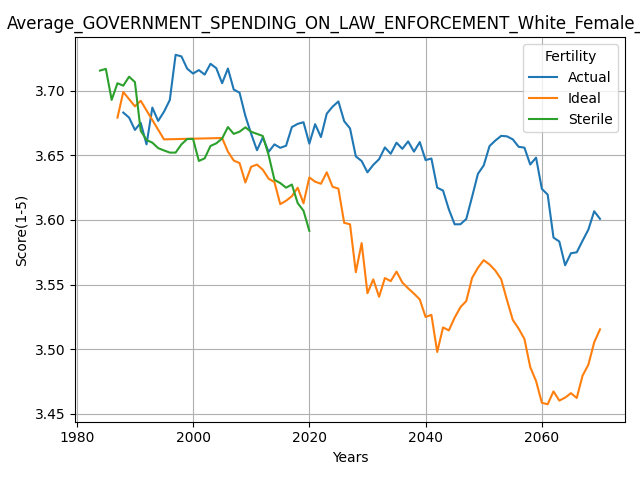 Average_GOVERNMENT_SPENDING_ON_LAW_ENFORCEMENT_White_Female_
Fertility
Actual
Ideal
Sterile
3.70
3.65
3.60
3.55
3.50
3.45
Score(1-5)
1980
2000
2020
2040
2060
Years